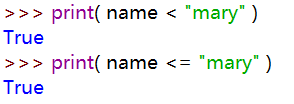 >>> print( name < "mary" )
True
>>> print( name <= "mary" )
True